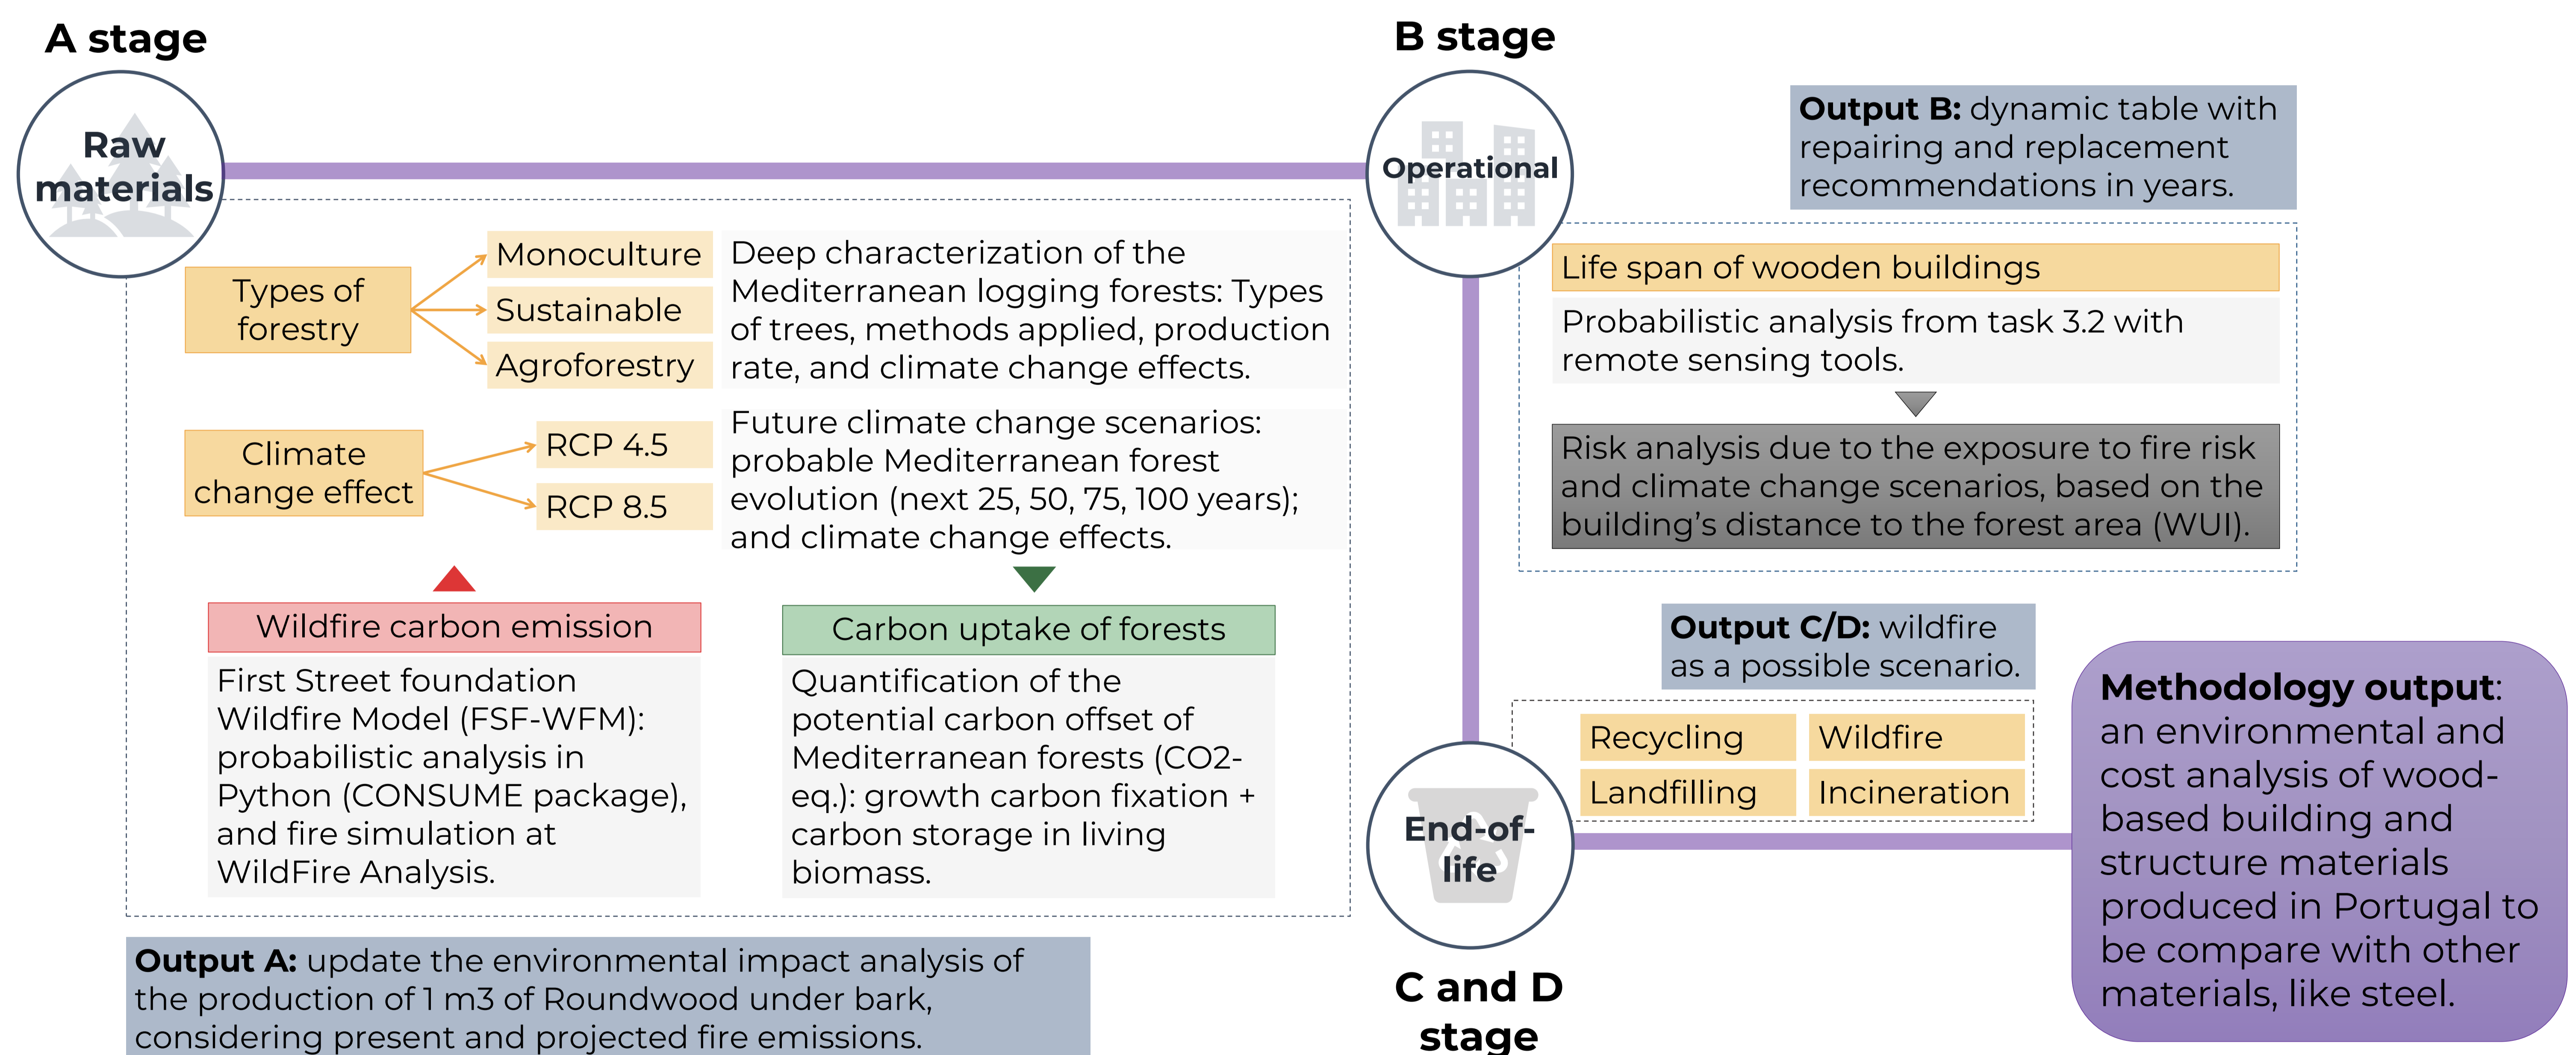 A stage
Raw
materials
Types of
forestry
Monoculture
Sustainable
Agroforestry
Deep characterization of the
Mediterranean logging forests: Types
of trees, methods applied, production
rate, and climate change effects.
Climate
change effect
RCP 4.5
RCP 8.5
Future climate change scenarios:
probable Mediterranean forest
evolution (next 25, 50, 75, 100 years);
and climate change effects.
Wildfire carbon emission
First Street foundation
Wildfire Model (FSF-WFM):
probabilistic analysis in
Python (CONSUME package),
and fire simulation at
WildFire Analysis.
Carbon uptake of forests
Quantification of the
potential carbon offset of
Mediterranean forests (CO2-
eq.): growth carbon fixation +
carbon storage in living
biomass.
Output A: update the environmental impact analysis of
the production of 1 m3 of Roundwood under bark,
considering present and projected fire emissions.
B stage
Operational
Output B: dynamic table with
repairing and replacement
recommendations in years.
Life span of wooden buildings
Probabilistic analysis from task 3.2 with
remote sensing tools.
Risk analysis due to the exposure to fire risk
and climate change scenarios, based on the
building's distance to the forest area (WUI).
Output C/D: wildfire
as a possible scenario.
Recycling
Wildfire
Landfilling
Incineration
End-of-
life
C and D
stage
Methodology output:
an environmental and
cost analysis of wood-
based building and
structure materials
produced in Portugal to
be compare with other
materials, like steel.